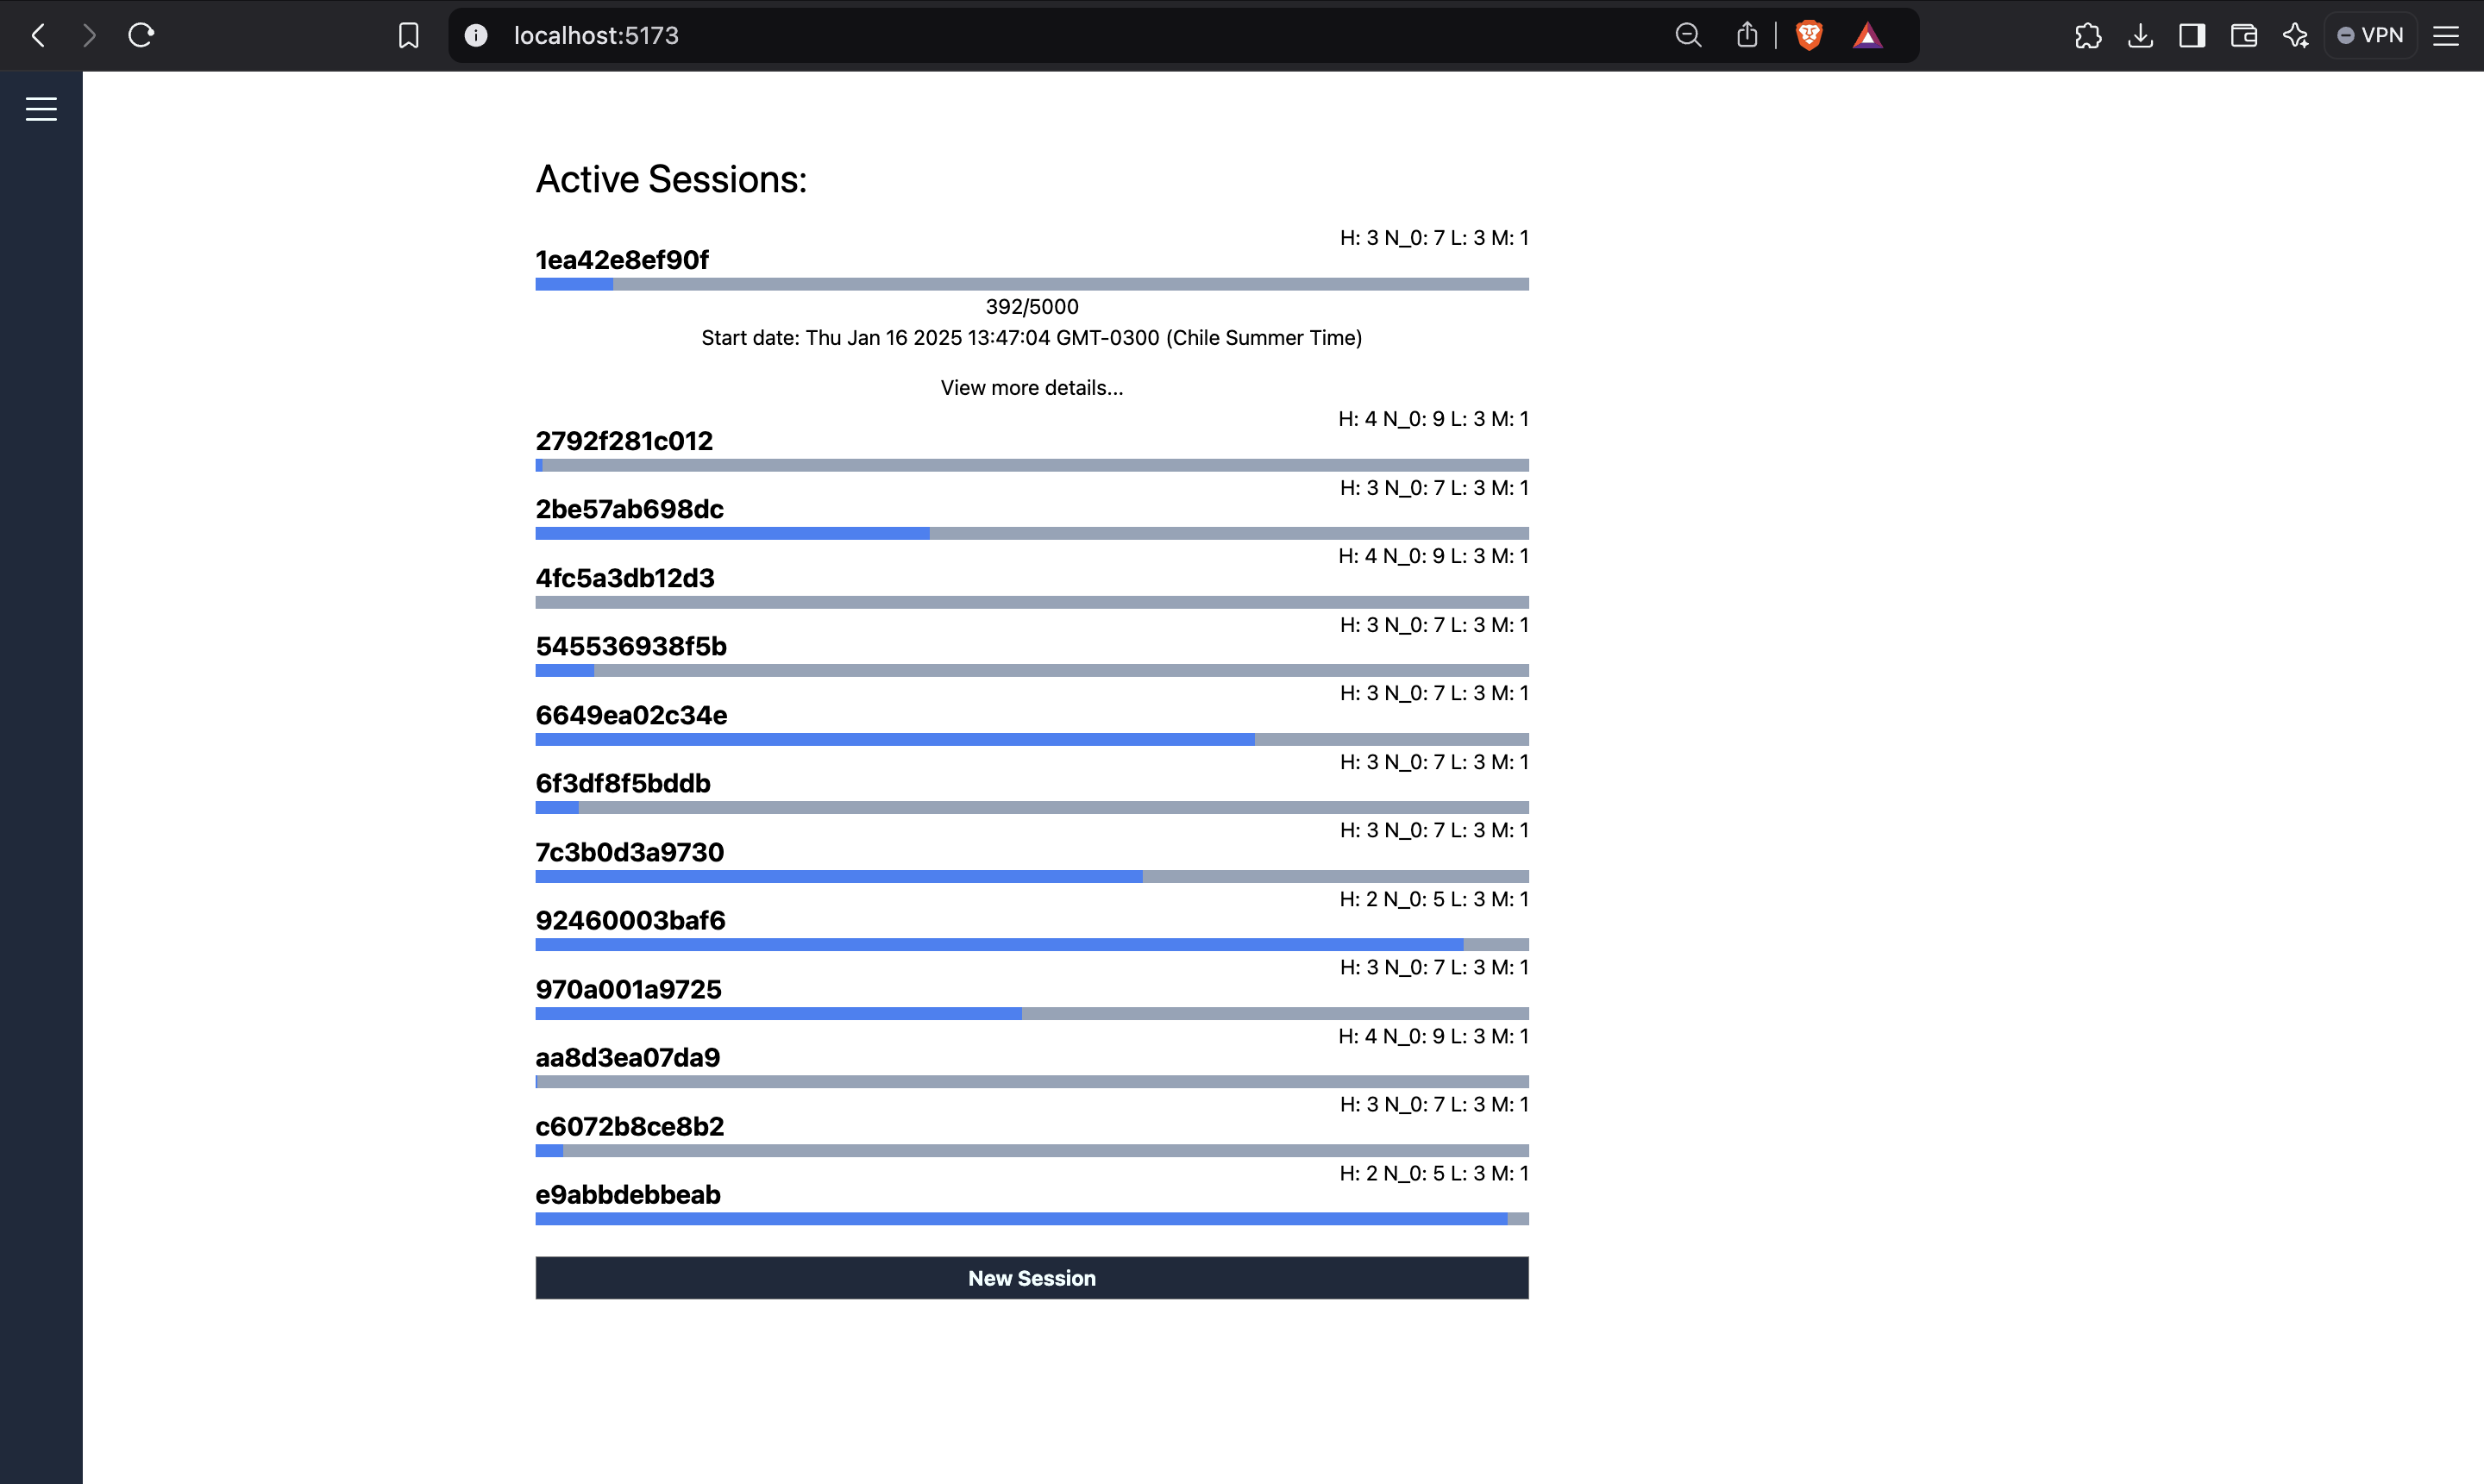 localhost:5173
VPN
Active Sessions:
H: 3 N_0: 7 L: 3 M: 1
1ea42e8ef90f
392/5000
Start date: Thu Jan 16 2025 13:47:04 GMT-0300 (Chile Summer Time)
View more details...
H: 4 N_0: 9 L: 3 M: 1
2792f281c012
H: 3 N_0: 7 L: 3 M: 1
2be57ab698dc
H: 4 N_0: 9 L: 3 M: 1
4fc5a3db12d3
H: 3 N_0: 7 L: 3 M: 1
545536938f5b
H: 3 N_0: 7 L: 3 M: 1
6649ea02c34e
H: 3 N_0: 7 L: 3 M: 1
6f3df8f5bddb
H: 3 N_0: 7 L: 3 M: 1
7c3b0d3a9730
H: 2 N_0: 5 L: 3 M: 1
92460003baf6
H: 3 N_0: 7 L: 3 M: 1
970a001a9725
H: 4 N_0: 9 L: 3 M: 1
aa8d3ea07da9
H: 3 N_0: 7 L: 3 M: 1
c6072b8ce8b2
H: 2 N_0: 5 L: 3 M: 1
e9abbdebbeab
New Session